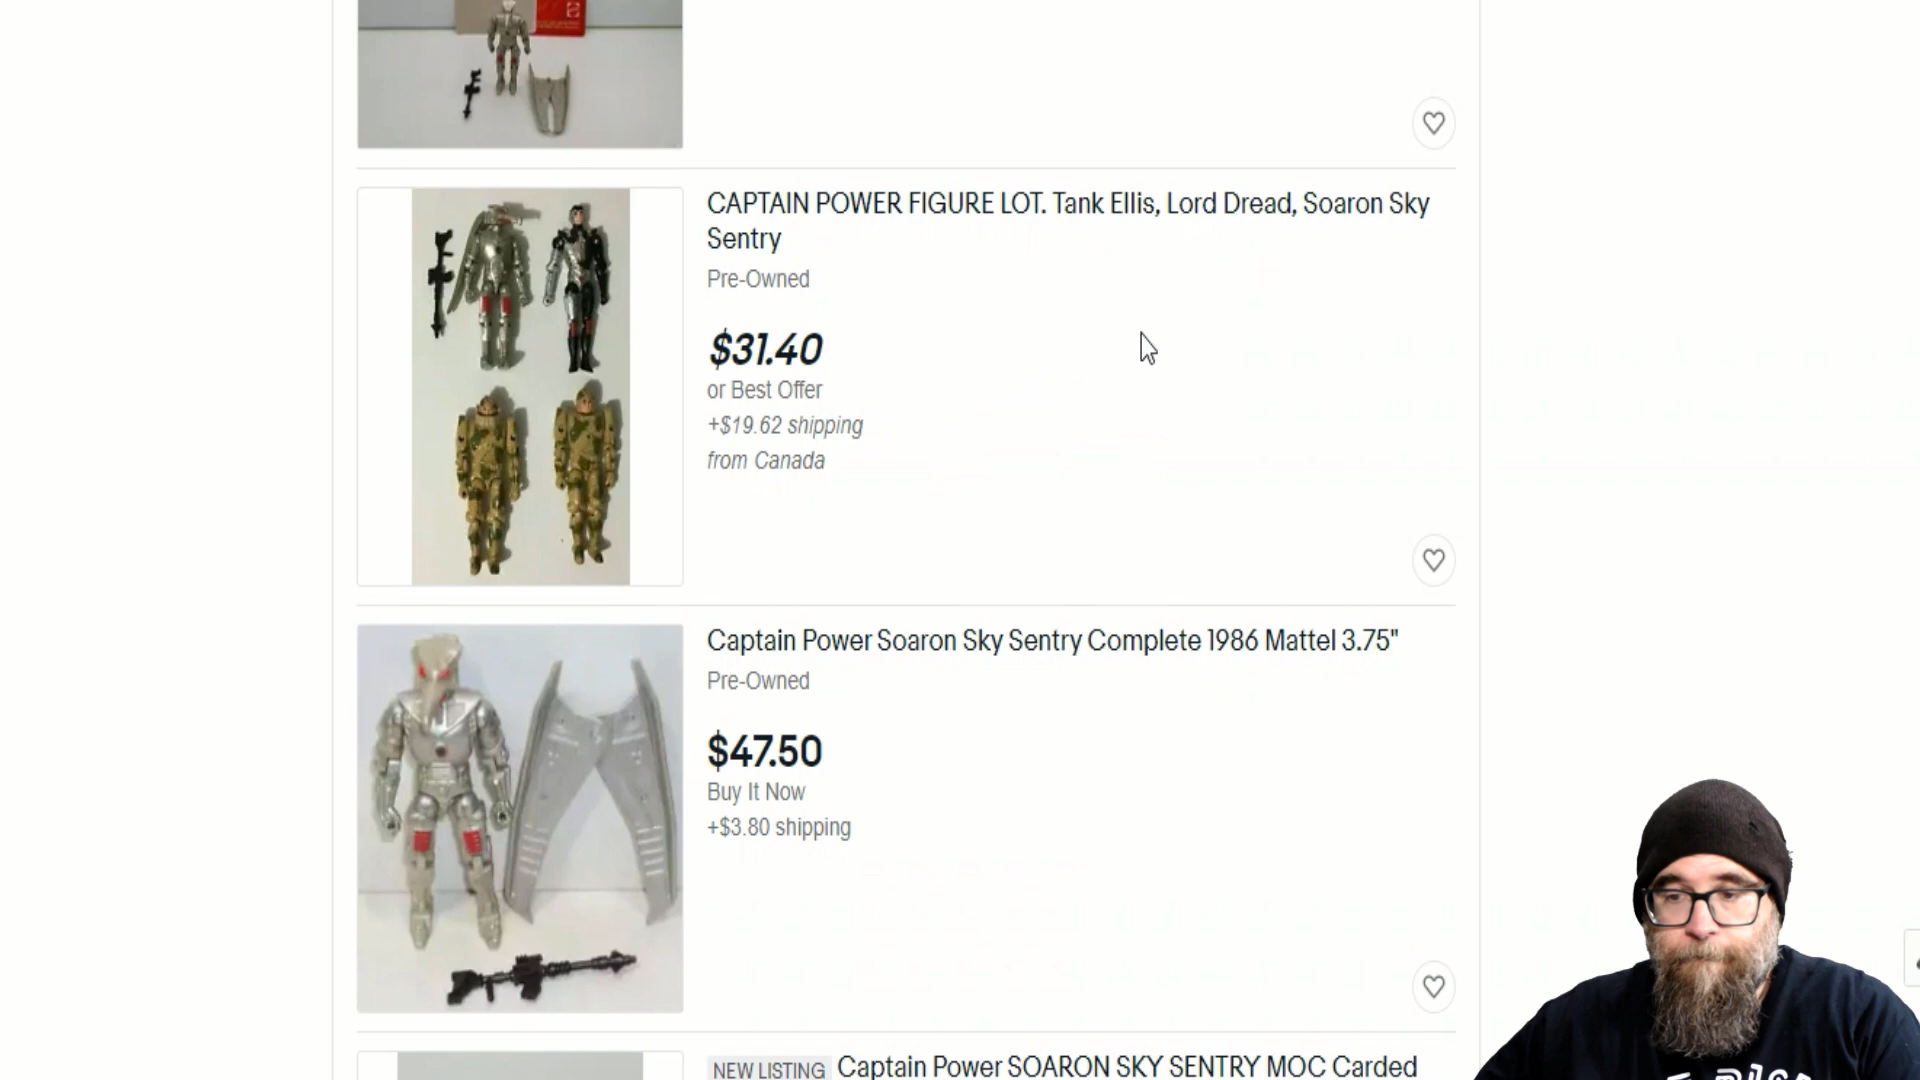 CAPTAIN POWER FIGURE LOT. Tank Ellis, Lord Dread, Soaron Sky
Sentry
Pre-Owned
$31.40
or Best Offer
+$19.62 shipping
from Canada
Captain Power Soaron Sky Sentry Complete 1986 Mattel 3.75"
Pre-Owned
$47.50
Buy It Now
+$3.80 shipping
NEW LISTING Captain Power SOARON SKY SENTRY MOC Carded